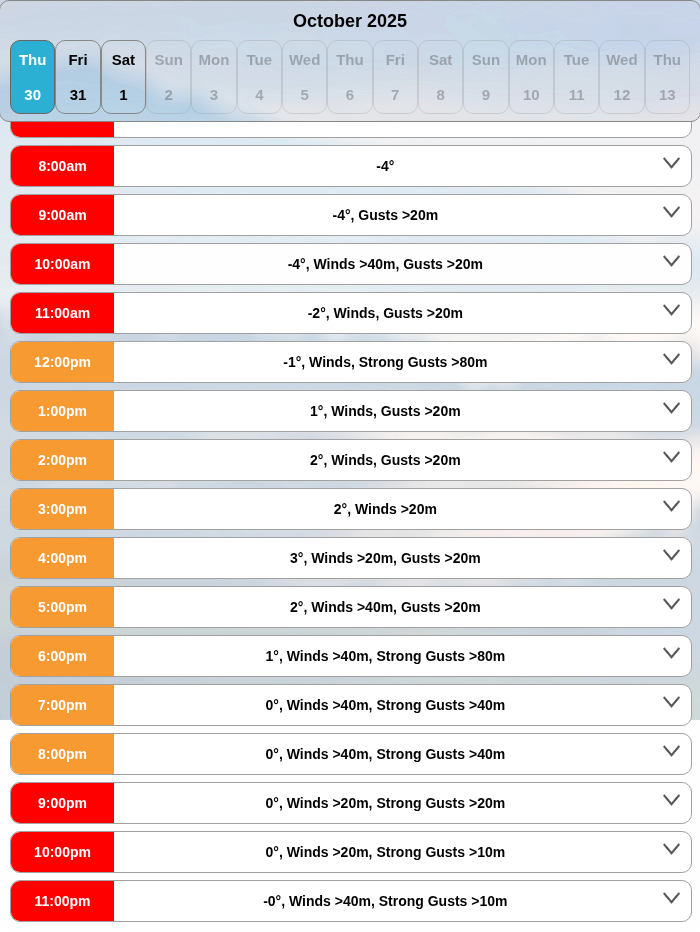 October 2025
Thu Fri Sat Sun Mon Tue Wed Thu Fri Sat Sun Mon Tue Wed Thu
30 31 1 2 3 4 5 6 7 8 9 10 11 12 13
8:00am -4°
9:00am -4°, Gusts >20m
10:00am -4°, Winds >40m, Gusts >20m
11:00am -2°, Winds, Gusts >20m
12:00pm -1°, Winds, Strong Gusts >80m
1:00pm 1°, Winds, Gusts >20m
2:00pm 2°, Winds, Gusts >20m
3:00pm 2°, Winds >20m
4:00pm 3°, Winds >20m, Gusts >20m
5:00pm 2°, Winds >40m, Gusts >20m
6:00pm 1°, Winds >40m, Strong Gusts >80m
7:00pm 0°, Winds >40m, Strong Gusts >40m
8:00pm 0°, Winds >40m, Strong Gusts >40m
9:00pm 0°, Winds >20m, Strong Gusts >20m
10:00pm 0°, Winds >20m, Strong Gusts >10m
11:00pm -0°, Winds >40m, Strong Gusts >10m